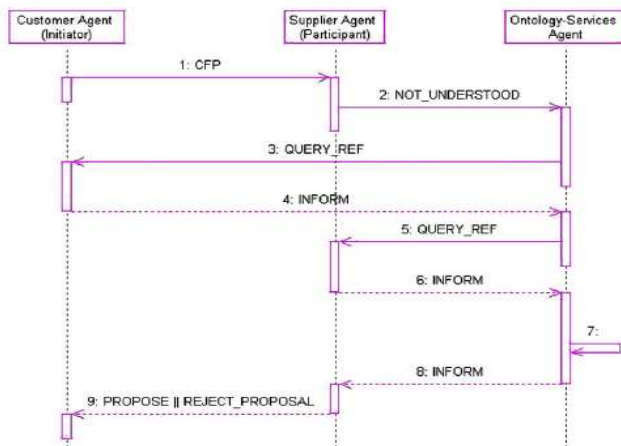 Customer Agent
(Initiator)
Supplier Agent
(Participant)
Ontology-Services
Agent
1: CFP
2: NOT_UNDERSTOOD
3: QUERY_REF
4: INFORM
5: QUERY_REF
6: INFORM
7:
8: INFORM
9: PROPOSE || REJECT_PROPOSAL